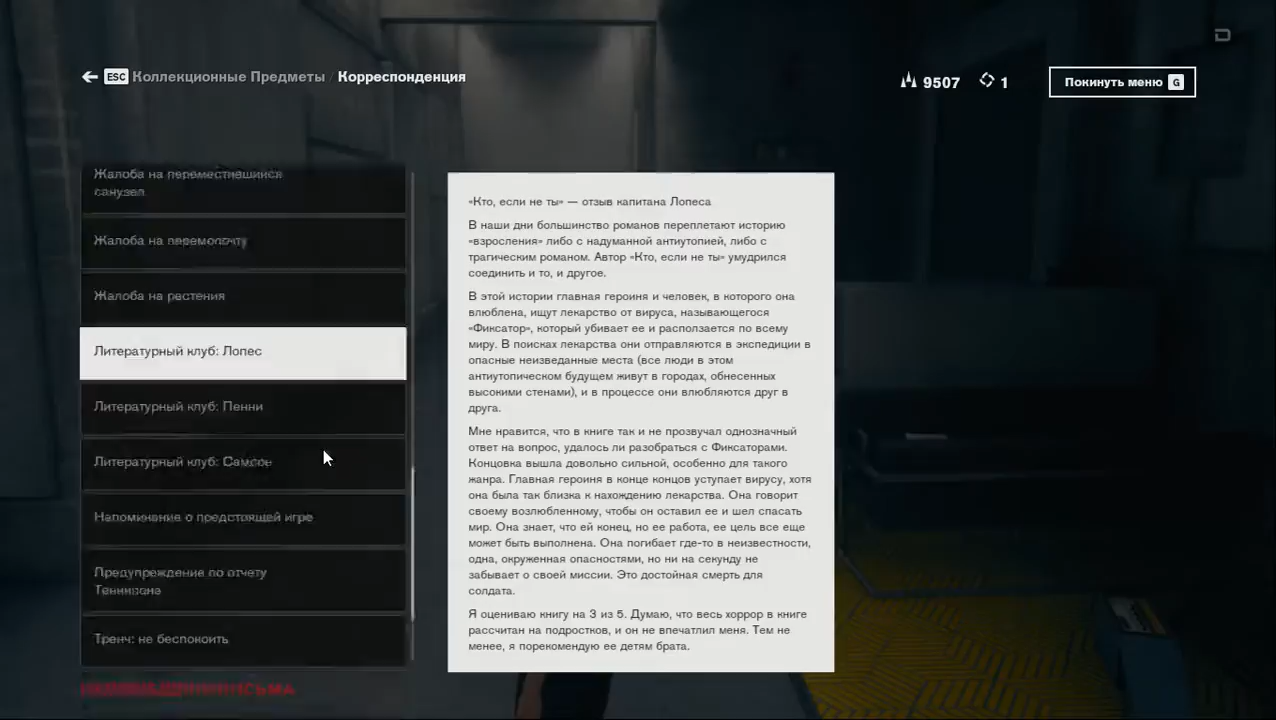 ESC Коллекционные Предметы / Корреспонденция
9507 1
Покинуть меню G
Жалоба на переместившийся
санузел
Жалоба на
Жалоба на растения
Литературный клуб: Лопес
Литературный клуб: Пенни
Литературный клуб:
Напоминание о предстоящей игре
Предупреждение по отчету
Тренч: не беспокоить
«Кто, если не ты» — отзыв капитана Лопеса
В наши дни большинство романов переплетают историю
«взросления» либо с надуманной антиутопией, либо с
трагическим романом. Автор «Кто, если не ты» умудрился
соединить и то, и другое.
В этой истории главная героиня и человек, в которого она
влюблена, ищут лекарство от вируса, называющегося
«Фиксатор», который убивает ее и расползается по всему
миру. В поисках лекарства они отправляются в экспедиции в
опасные неизведанные места (все люди в этом
антиутопическом будущем живут в городах, обнесенных
высокими стенами), и в процессе они влюбляются друг в
друга.
Мне нравится, что в книге так и не прозвучал однозначный
ответ на вопрос, удалось ли разобраться с Фиксаторами.
Концовка вышла довольно сильной, особенно для такого
жанра. Главная героиня в конце концов уступает вирусу, хотя
она была так близка к нахождению лекарства. Она говорит
своему возлюбленному, чтобы он оставил ее и шел спасать
мир. Она знает, что ей конец, но ее работа, ее цель все еще
может быть выполнена. Она погибает где-то в неизвестности,
одна, окруженная опасностями, но ни на секунду не
забывает о своей миссии. Это достойная смерть для
солдата.
Я оцениваю книгу на 3 из 5. Думаю, что весь хоррор в книге
рассчитан на подростков, и он не впечатлил меня. Тем не
менее, я порекомендую ее детям брата.